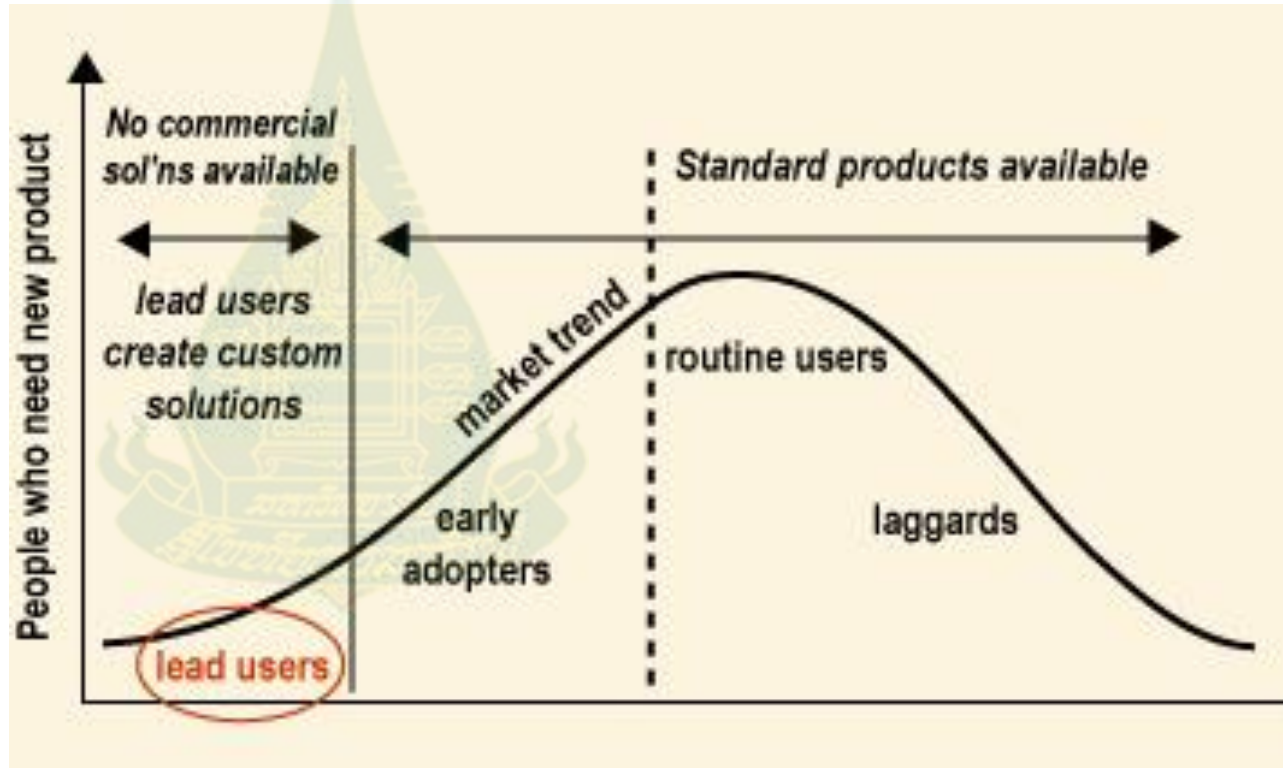 People who need new product
No commercial
sol'ns available
lead users
create custom
solutions
Standard products available
market trend
early
adopters
routine users
laggards
lead users